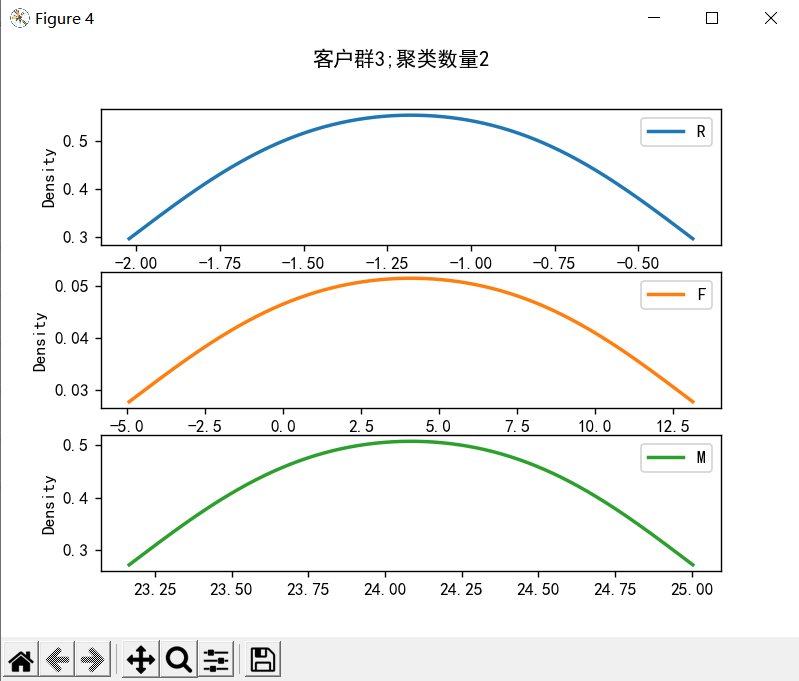 Figure 4
客户群3;聚类数量2
R
Density
0.5
0.4
0.3
−2.00 −1.75 −1.50 −1.25 −1.00 −0.75 −0.50
F
Density
0.05
0.04
0.03
−5.0 −2.5 0.0 2.5 5.0 7.5 10.0 12.5
M
Density
0.5
0.4
0.3
23.25 23.50 23.75 24.00 24.25 24.50 24.75 25.00